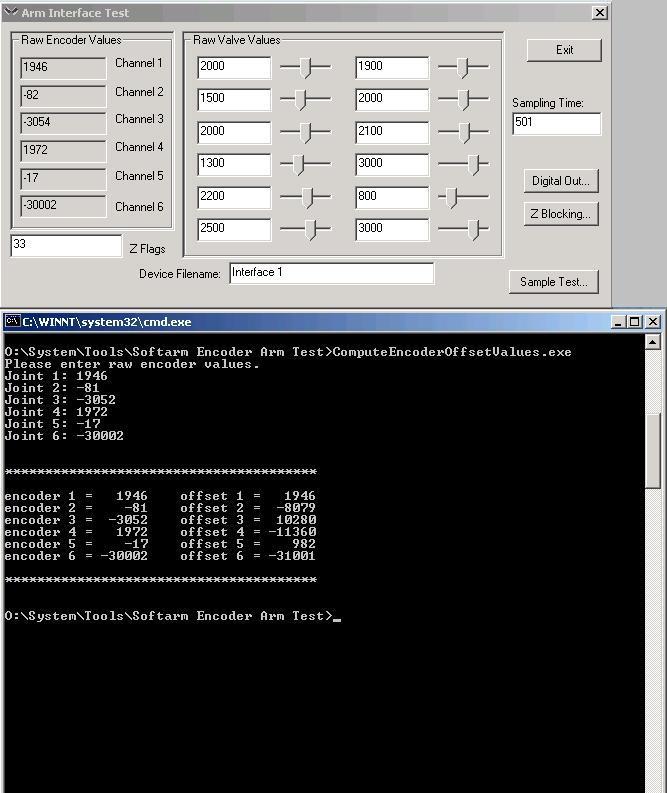 Arm Interface Test
Raw Encoder Values
1946 Channel 1
-82 Channel 2
-3054 Channel 3
1972 Channel 4
-17 Channel 5
-30002 Channel 6
33 Z Flags
Raw Valve Values
2000 1900
1500 2000
2000 2100
1300 3000
2200 800
2500 3000
Device Filename: Interface 1
Exit
Sampling Time:
501
Digital Out...
Z Blocking...
Sample Test...
C:\WINNT\system32\cmd.exe
O:\System\Tools\Softarm Encoder Arm Test>ComputeEncoderOffsetValues.exe
Please enter raw encoder values.
Joint 1: 1946
Joint 2: -81
Joint 3: -3052
Joint 4: 1972
Joint 5: -17
Joint 6: -30002
****************************************
encoder 1 = 1946 offset 1 = 1946
encoder 2 = -81 offset 2 = -8079
encoder 3 = -3052 offset 3 = 10280
encoder 4 = 1972 offset 4 = -11360
encoder 5 = -17 offset 5 = 982
encoder 6 = -30002 offset 6 = -31001
****************************************
O:\System\Tools\Softarm Encoder Arm Test>_